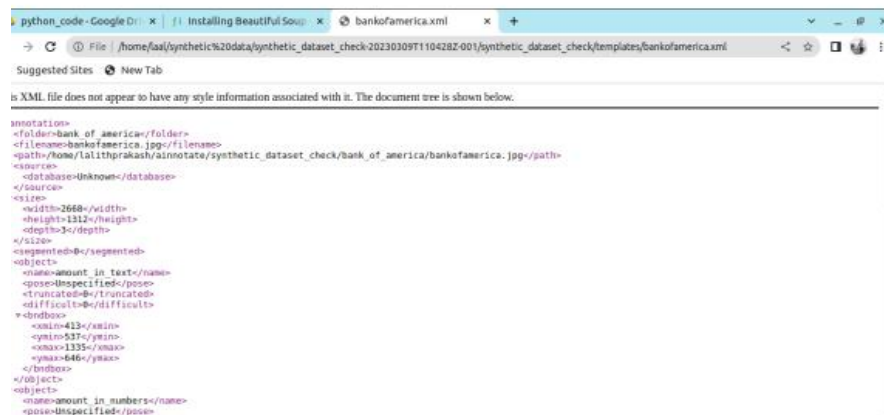 python_code - Google Dri
Installing Beautiful Soup
bankofamerica.xml
File /home/laal/synthetic%20data/synthetic_dataset_check-20230309T110428Z-001/synthetic_dataset_check/templates/bankofamerica.xml
Suggested Sites New Tab
is XML file does not appear to have any style information associated with it. The document tree is shown below.
annotation>
<folder>bank_of_america</folder>
<filename>bankofamerica.jpg</filename>
<path>/home/lalithprakash/ainnotate/synthetic_dataset_check/bank_of_america/bankofamerica.jpg</path>
<source>
<database>Unknown</database>
</source>
<size>
<width>2668</width>
<height>1312</height>
<depth>3</depth>
</size>
<segmented>0</segmented>
<object>
<name>amount_in_text</name>
<pose>Unspecified</pose>
<truncated>0</truncated>
<difficult>0</difficult>
▼<bndbox>
<xmin>413</xmin>
<ymin>537</ymin>
<xmax>1335</xmax>
<ymax>646</ymax>
</bndbox>
</object>
<object>
<name>amount_in_numbers</name>
<pose>Unspecified</pose>